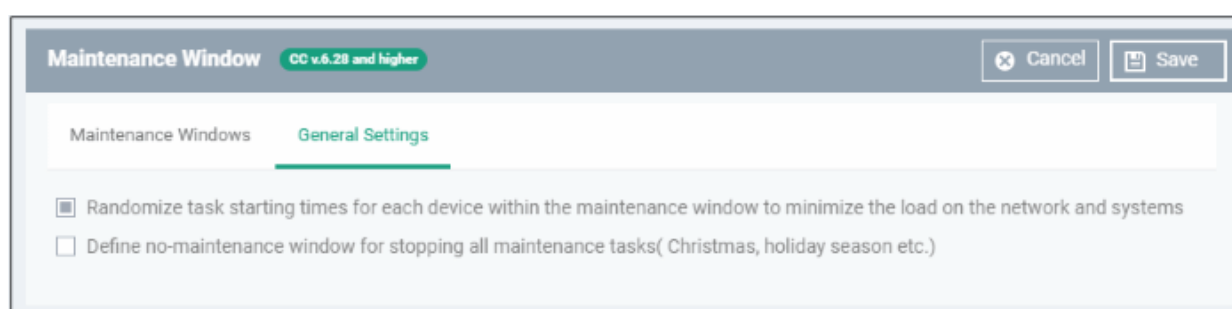 Maintenance Window CC v.6.28 and higher Cancel Save
Maintenance Windows General Settings
Randomize task starting times for each device within the maintenance window to minimize the load on the network and systems
Define no-maintenance window for stopping all maintenance tasks( Christmas, holiday season etc.)